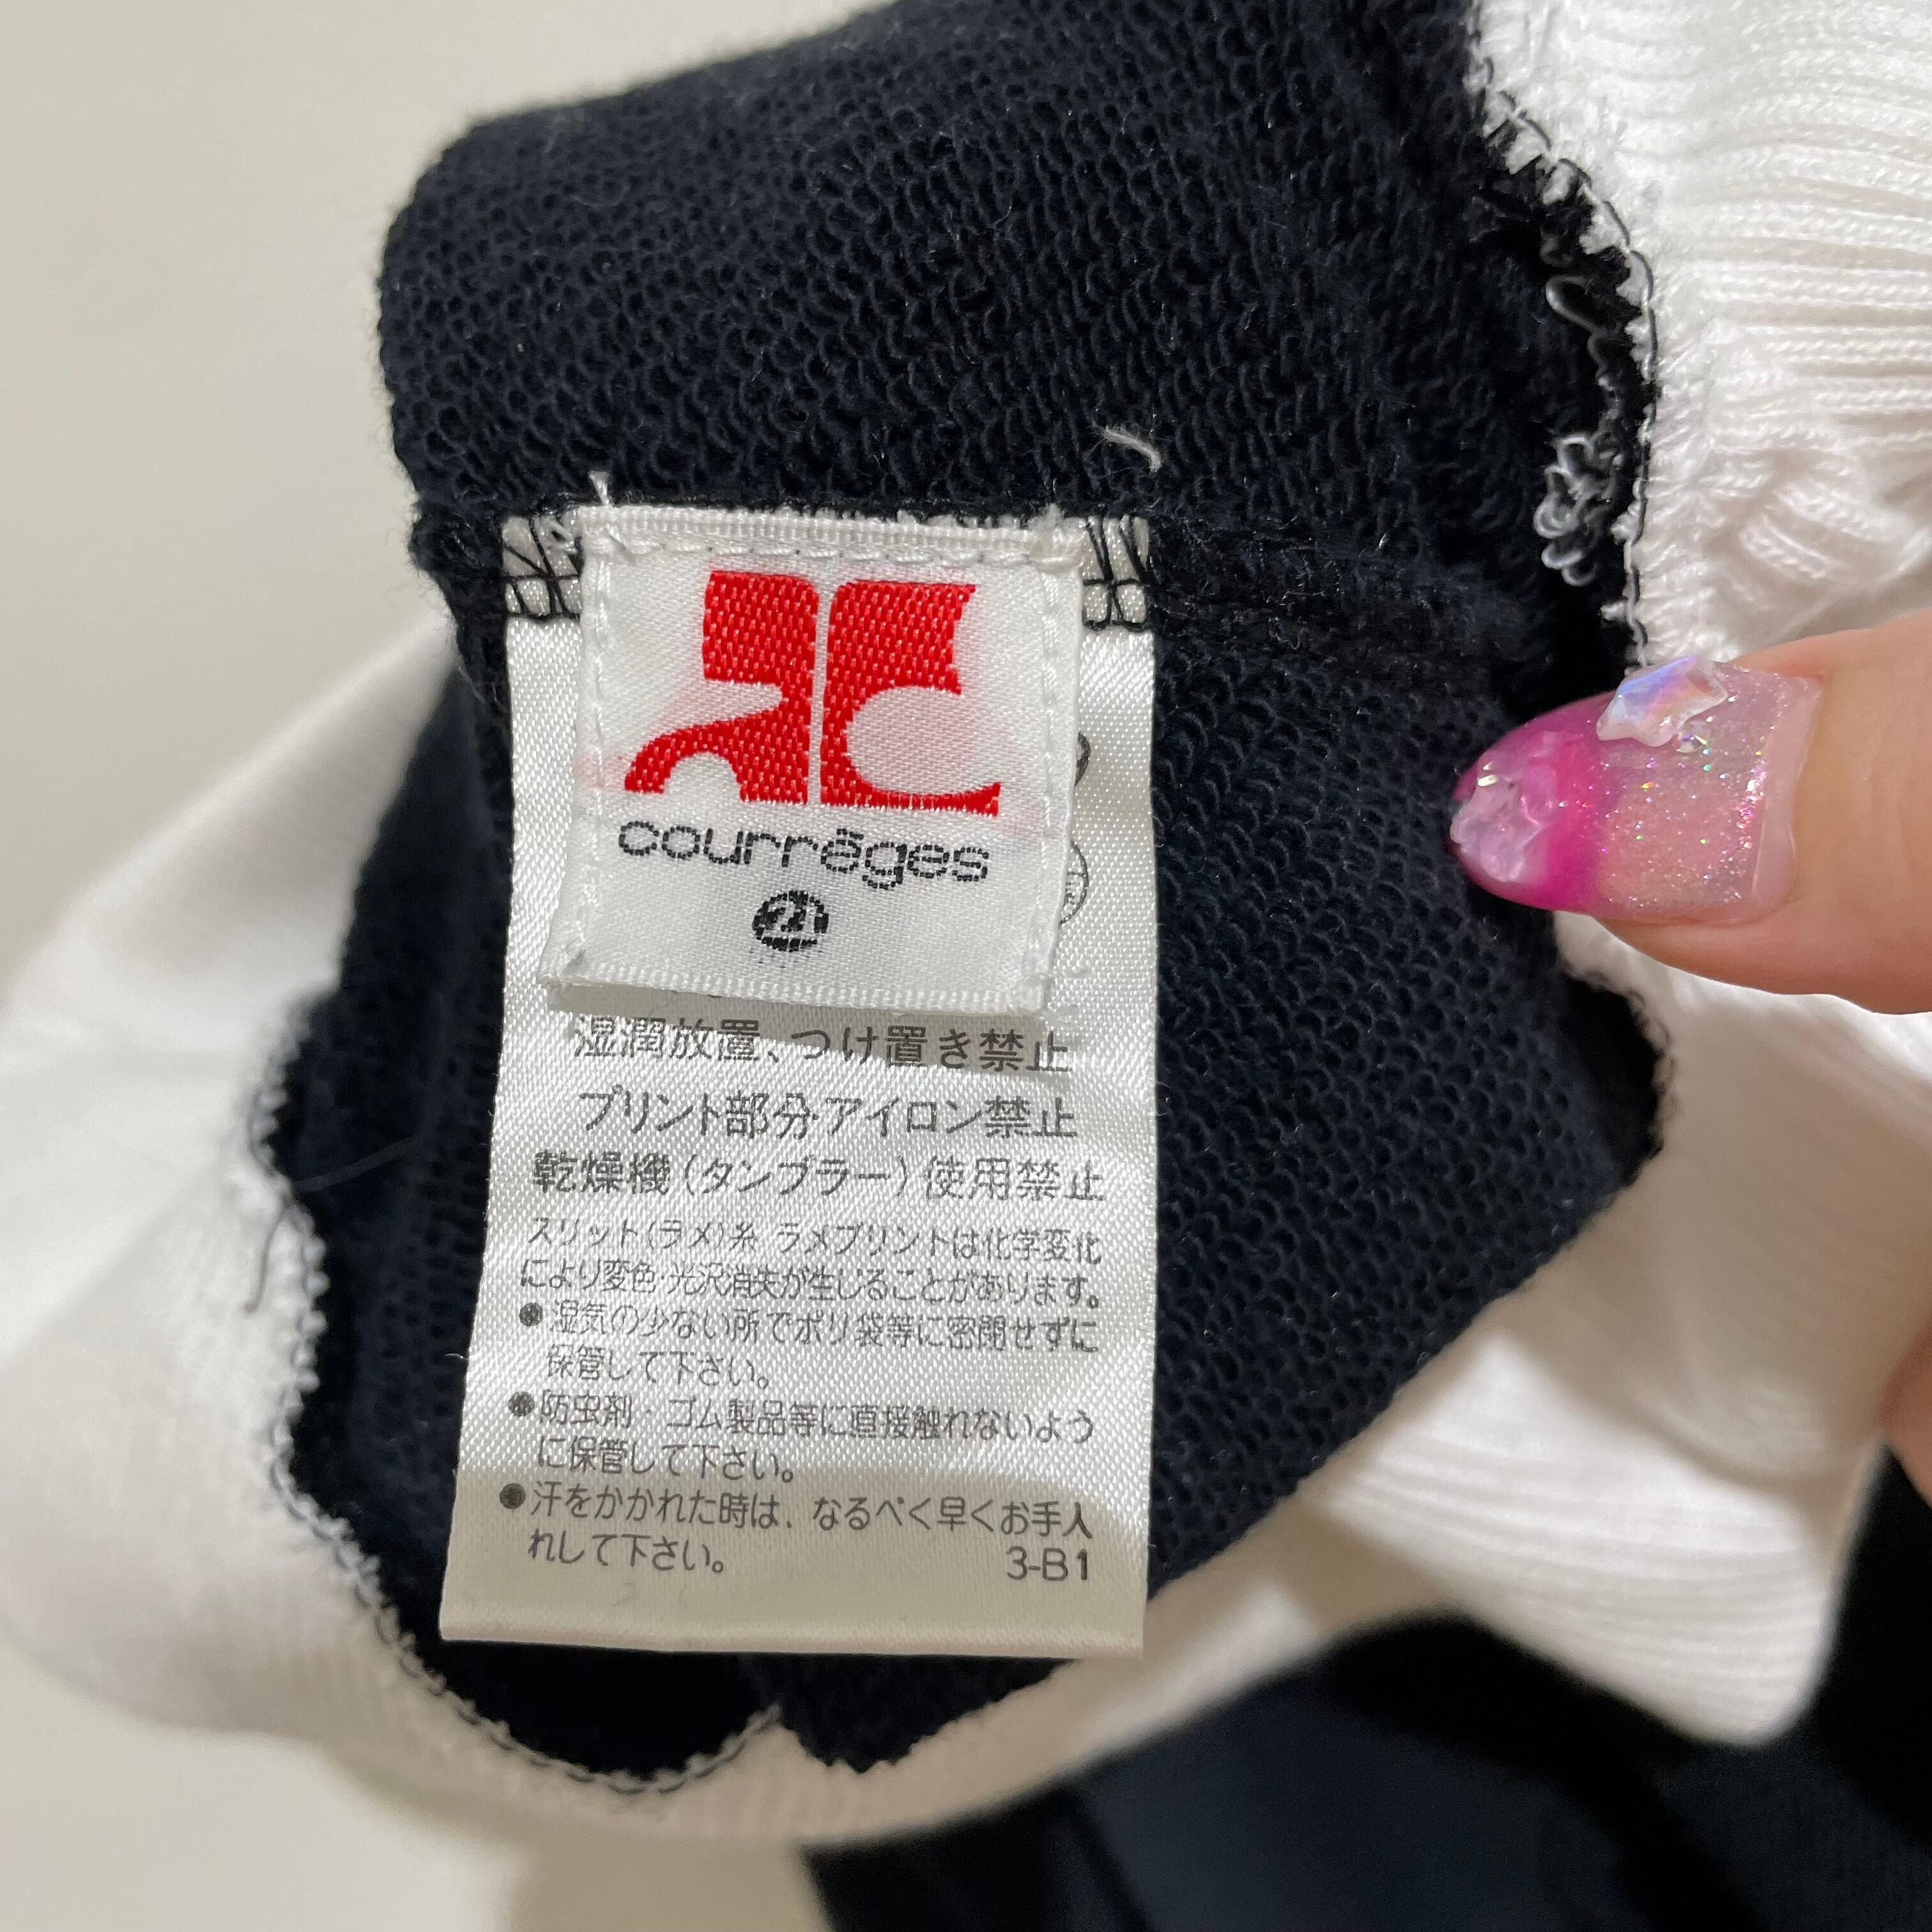 courrèges
2
湿潤放置、つけ置き禁止
プリント部分アイロン禁止
乾燥機(タンブラー)使用禁止
スリット(ラメ)糸 ラメプリントは化学変化
により変色・光沢消失が生じることがあります。
●湿気の少ない所でポリ袋等に密閉せずに
保管して下さい。
●防虫剤・ゴム製品等に直接触れないよう
に保管して下さい。
●汗をかかれた時は、なるべく早くお手入
れして下さい。
3-B1